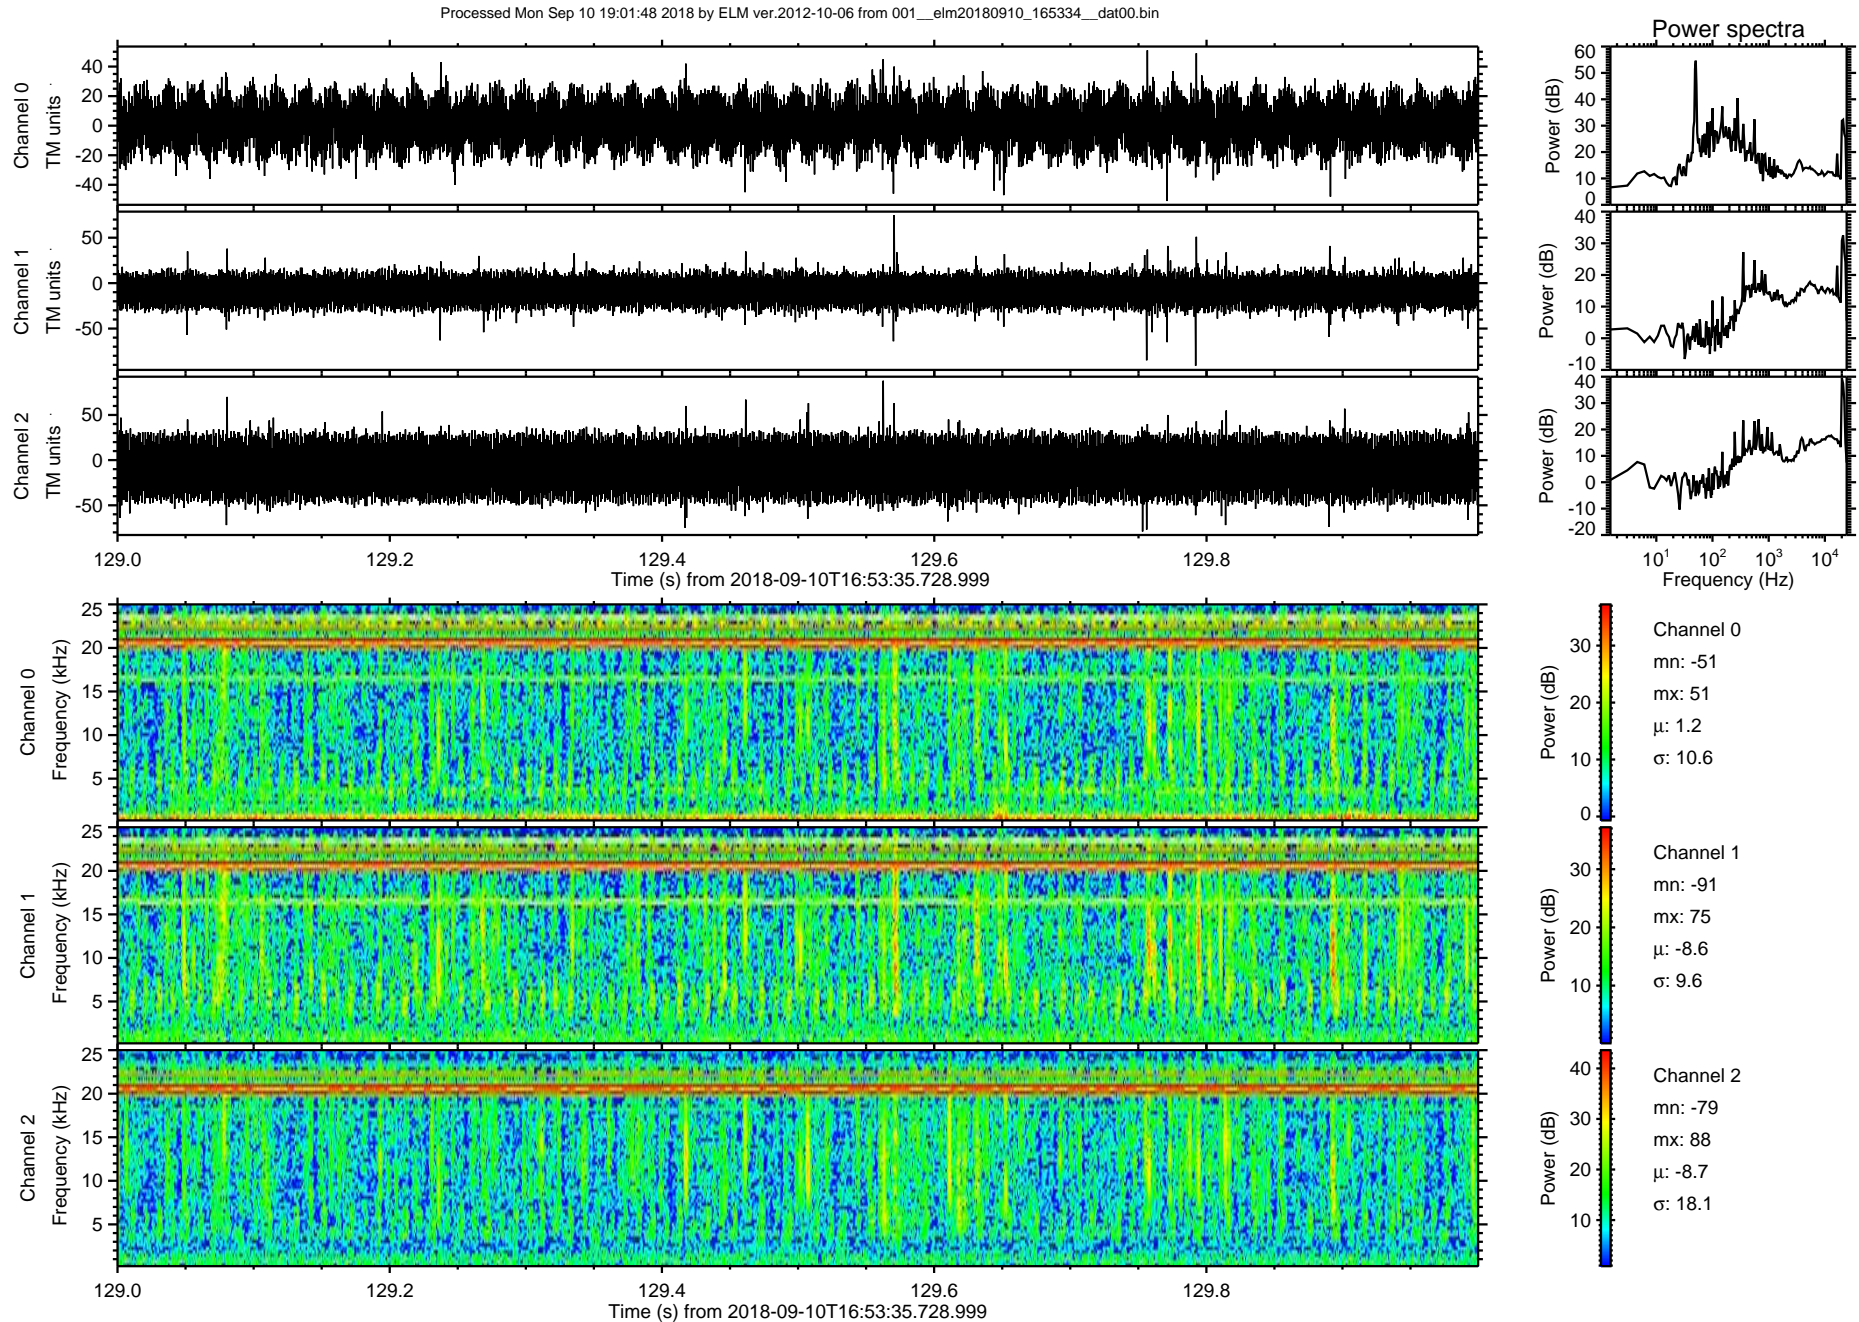 Processed Mon Sep 10 19:01:48 2018 by ELM ver.2012-10-06 from 001__elm20180910_165334__dat00.bin
Power spectra
Channel 0
TM units
40
20
0
-20
-40
Power (dB)
60
50
40
30
20
10
0
Channel 1
TM units
50
0
-50
Power (dB)
40
30
20
10
0
-10
Channel 2
TM units
50
0
-50
Power (dB)
40
30
20
10
0
-10
-20
129.0 129.2 129.4 129.6 129.8
Time (s) from 2018-09-10T16:53:35.728.999
10^1 10^2 10^3 10^4
Frequency (Hz)
Channel 0
Frequency (kHz)
25
20
15
10
5
Power (dB)
30
20
10
0
Channel 0
mn: -51
mx: 51
μ: 1.2
σ: 10.6
Channel 1
Frequency (kHz)
25
20
15
10
5
Power (dB)
30
20
10
Channel 1
mn: -91
mx: 75
μ: -8.6
σ: 9.6
Channel 2
Frequency (kHz)
25
20
15
10
5
Power (dB)
40
30
20
10
Channel 2
mn: -79
mx: 88
μ: -8.7
σ: 18.1
129.0 129.2 129.4 129.6 129.8
Time (s) from 2018-09-10T16:53:35.728.999